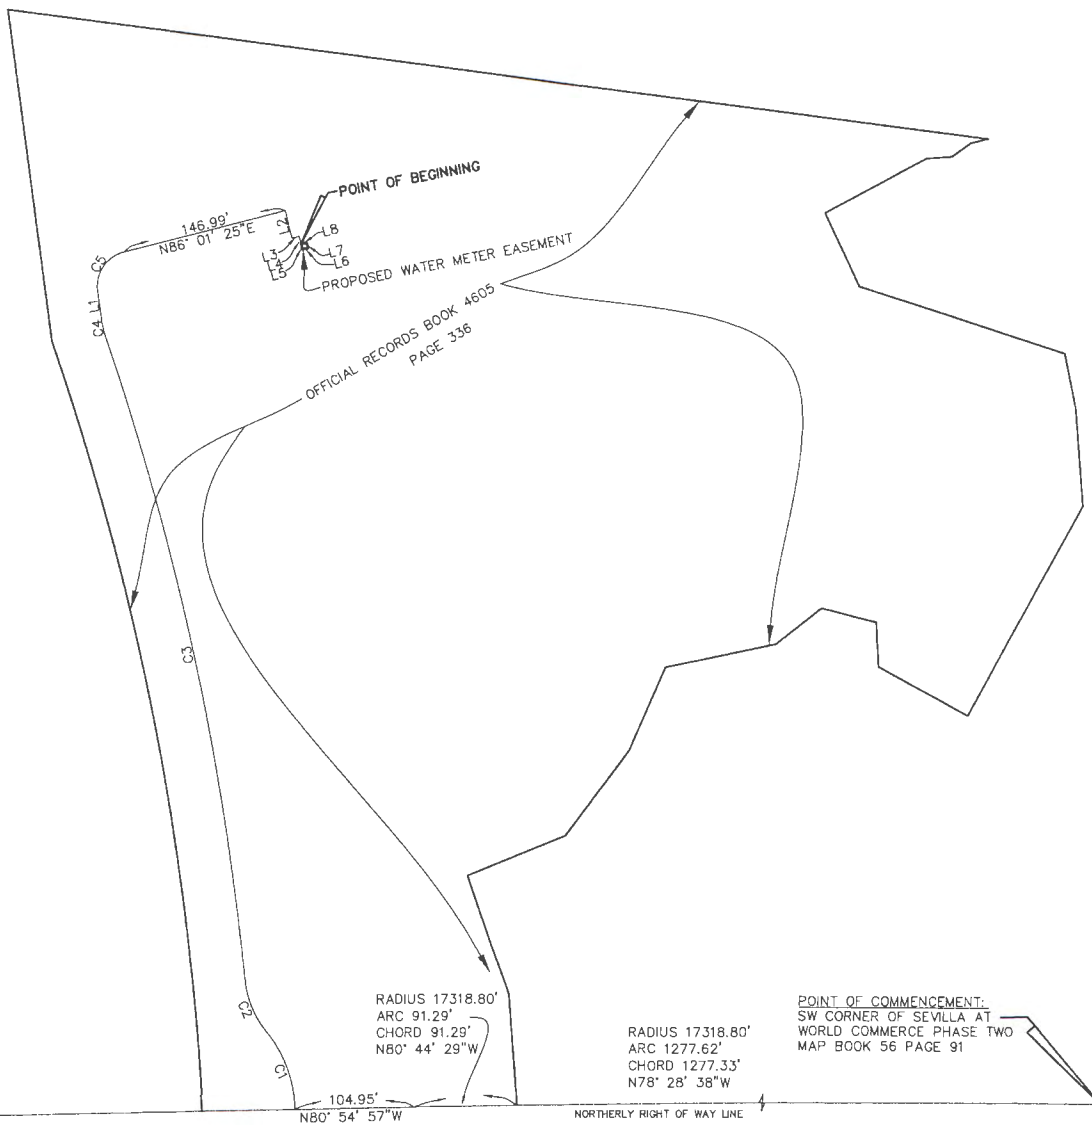 POINT OF BEGINNING
146.99'
N86° 01' 25"E
L2
L8
L3
L7
L4
L6
L5
PROPOSED WATER METER EASEMENT
C5
L1
C4
OFFICIAL RECORDS BOOK 4605
PAGE 336
C3
C2
C1
RADIUS 17318.80'
ARC 91.29'
CHORD 91.29'
N80° 44' 29"W
RADIUS 17318.80'
ARC 1277.62'
CHORD 1277.33'
N78° 28' 38"W
POINT OF COMMENCEMENT:
SW CORNER OF SEVILLA AT
WORLD COMMERCE PHASE TWO
MAP BOOK 56 PAGE 91
104.95'
N80° 54' 57"W
NORTHERLY RIGHT OF WAY LINE